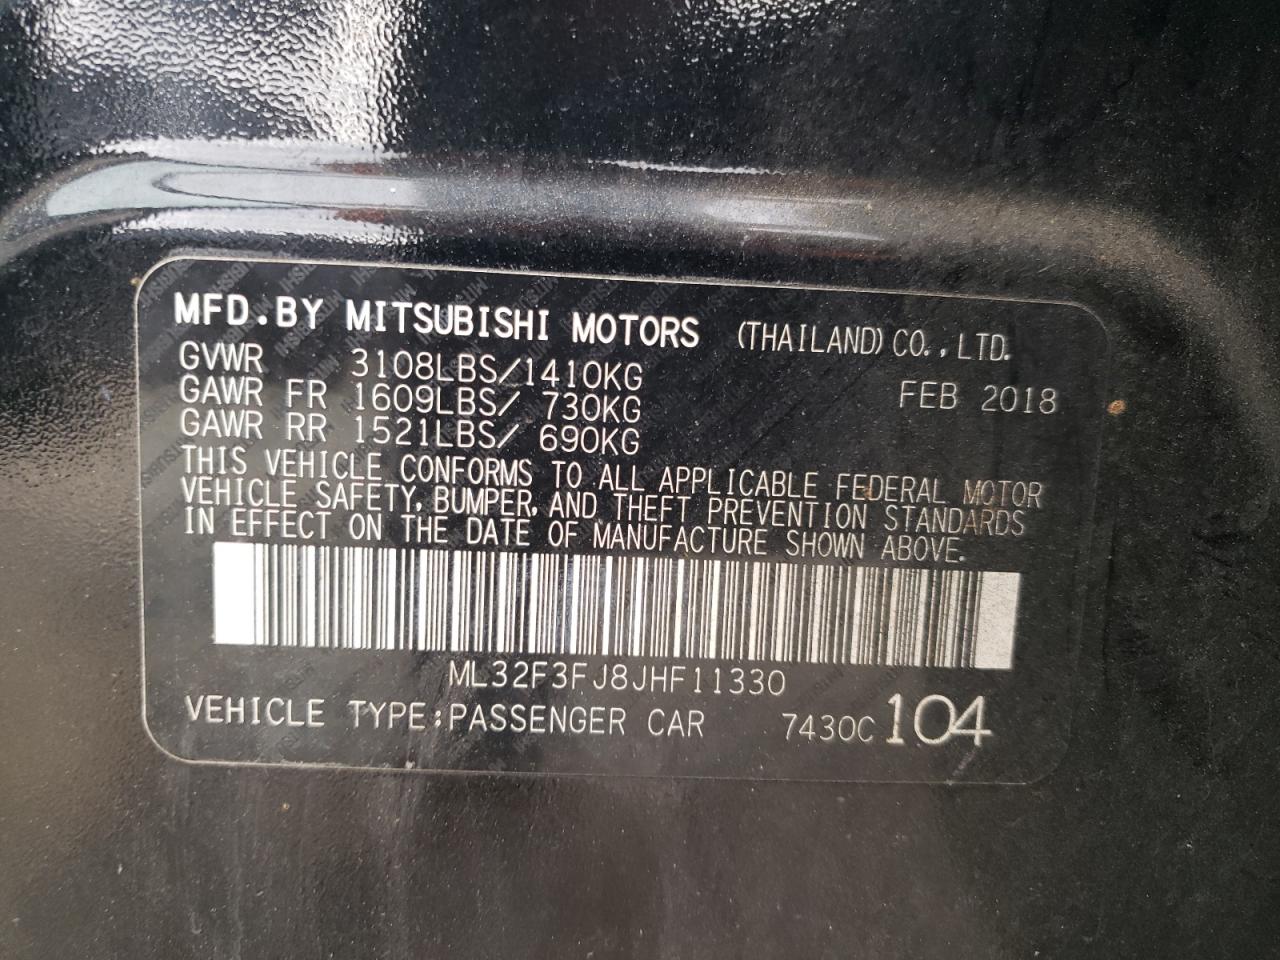 MFD.BY MITSUBISHI MOTORS (THAILAND) CO.,LTD.
GVWR 3108LBS/1410KG FEB 2018
GAWR FR 1609LBS/ 730KG
GAWR RR 1521LBS/ 690KG
THIS VEHICLE CONFORMS TO ALL APPLICABLE FEDERAL MOTOR
VEHICLE SAFETY, BUMPER, AND THEFT PREVENTION STANDARDS
IN EFFECT ON THE DATE OF MANUFACTURE SHOWN ABOVE.
ML32F3FJ8JHF11330
VEHICLE TYPE:PASSENGER CAR 7430C 104